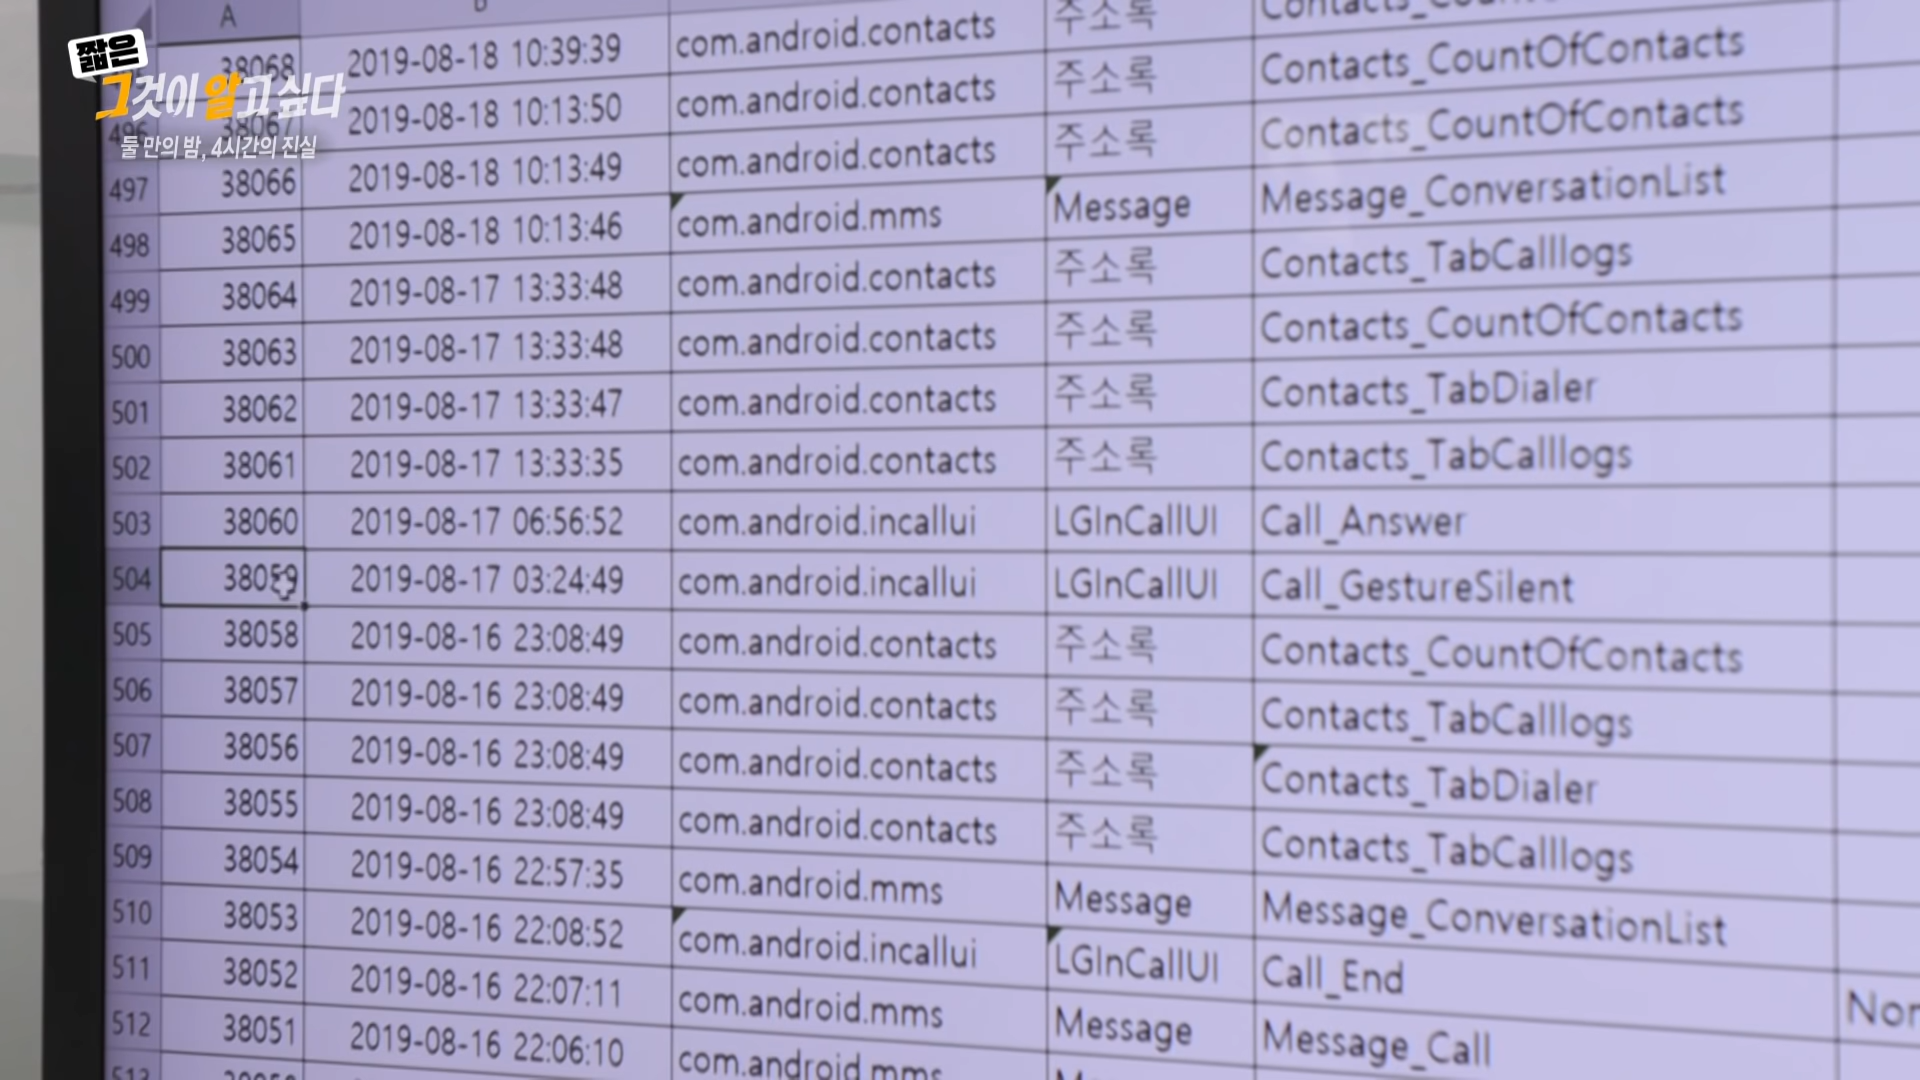 짧은
그것이 알고 싶다
둘 만의 밤, 4시간의 진실
A
38068 2019-08-18 10:39:39 com.android.contacts 주소록
496 38067 2019-08-18 10:13:50 com.android.contacts 주소록 Contacts_CountOfContacts
497 38066 2019-08-18 10:13:49 com.android.contacts 주소록 Contacts_CountOfContacts
498 38065 2019-08-18 10:13:46 com.android.mms Message Message_ConversationList
499 38064 2019-08-17 13:33:48 com.android.contacts 주소록 Contacts_TabCalllogs
500 38063 2019-08-17 13:33:48 com.android.contacts 주소록 Contacts_CountOfContacts
501 38062 2019-08-17 13:33:47 com.android.contacts 주소록 Contacts_TabDialer
502 38061 2019-08-17 13:33:35 com.android.contacts 주소록 Contacts_TabCalllogs
503 38060 2019-08-17 06:56:52 com.android.incallui LGInCallUI Call_Answer
504 38059 2019-08-17 03:24:49 com.android.incallui LGInCallUI Call_GestureSilent
505 38058 2019-08-16 23:08:49 com.android.contacts 주소록 Contacts_CountOfContacts
506 38057 2019-08-16 23:08:49 com.android.contacts 주소록 Contacts_TabCalllogs
507 38056 2019-08-16 23:08:49 com.android.contacts 주소록 Contacts_TabDialer
508 38055 2019-08-16 23:08:49 com.android.contacts 주소록 Contacts_TabCalllogs
509 38054 2019-08-16 22:57:35 com.android.mms Message Message_ConversationList
510 38053 2019-08-16 22:08:52 com.android.incallui LGInCallUI Call_End
511 38052 2019-08-16 22:07:11 com.android.mms Message Message_Call
512 38051 2019-08-16 22:06:10 com.android.mms